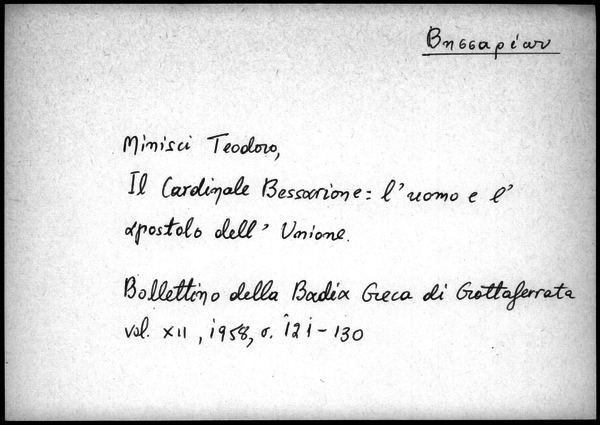 Βησσαρίων
Minisci Teodoro,
Il Cardinale Bessarione: l'uomo e l'
apostolo dell' Unione.
Bollettino della Badia Greca di Grottaferrata
vol. XII, 1958, σ. 121-130